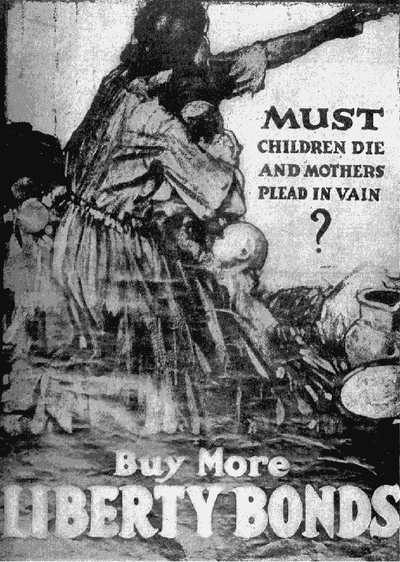 MUST
CHILDREN DIE
AND MOTHERS
PLEAD IN VAIN
?
Buy More
LIBERTY BONDS